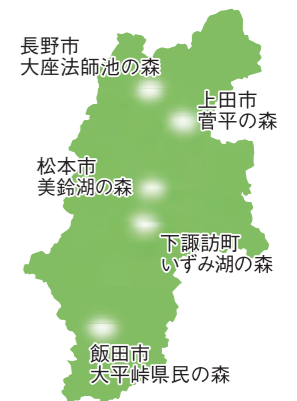 長野市
大座法師池の森
上田市
菅平の森
松本市
美鈴湖の森
下諏訪町
いずみ湖の森
飯田市
大平峠県民の森